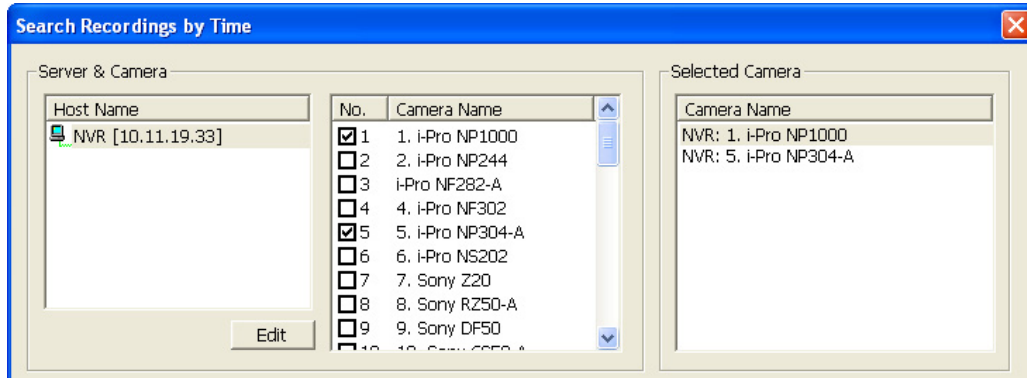 Search Recordings by Time
Server & Camera
Host Name
NVR [10.11.19.33]
Edit
No. Camera Name
1 1. i-Pro NP1000
2 2. i-Pro NP244
3 i-Pro NF282-A
4 4. i-Pro NF302
5 5. i-Pro NP304-A
6 6. i-Pro NS202
7 7. Sony Z20
8 8. Sony RZ50-A
9 9. Sony DF50
Selected Camera
Camera Name
NVR: 1. i-Pro NP1000
NVR: 5. i-Pro NP304-A